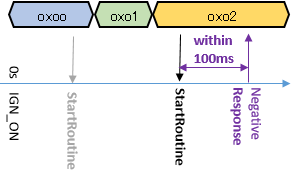 0x00
0x01
0x02
within
100ms
0s
IGN_ON
StartRoutine
StartRoutine
Negative
Response